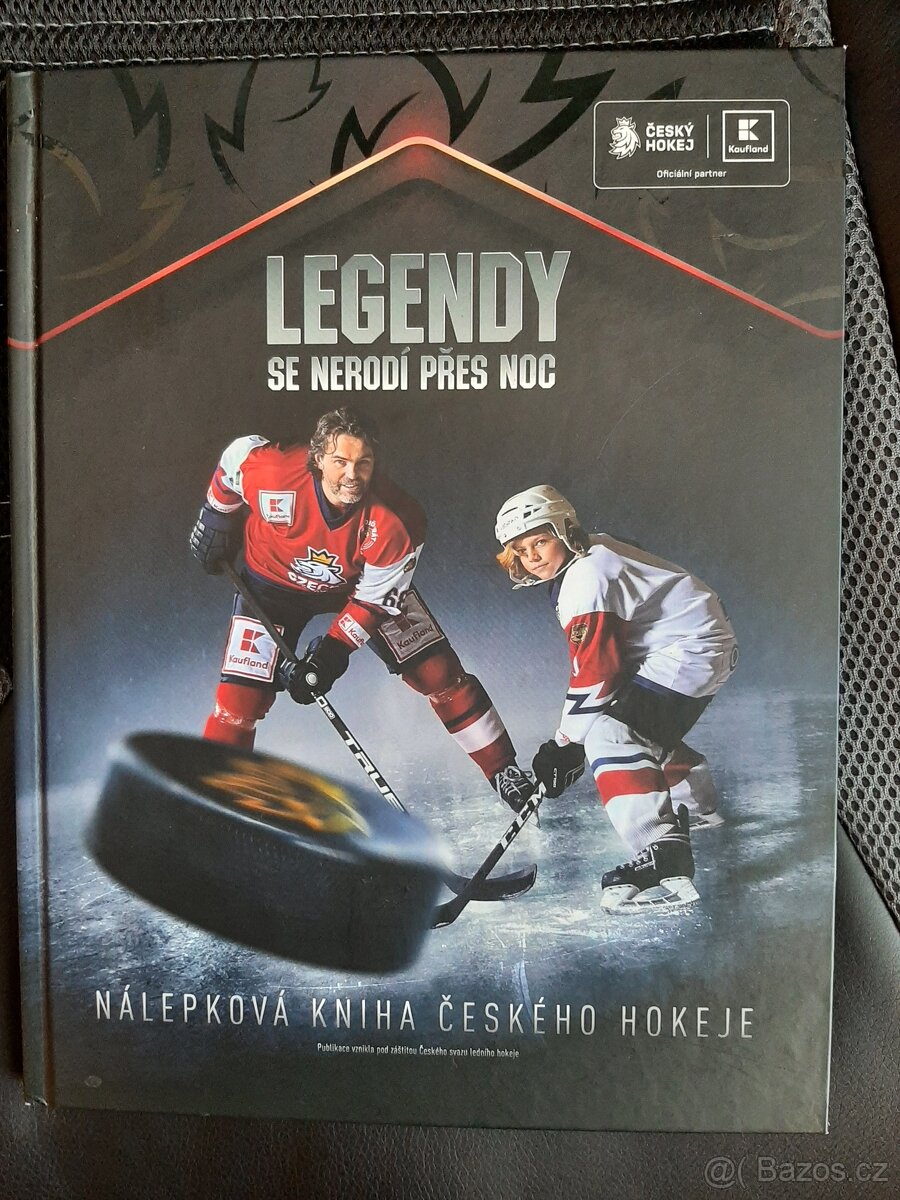 ČESKÝ
HOKEJ
Kaufland
Oficiální partner
LEGENDY
SE NERODÍ PŘES NOC
Kaufland
68
Kaufland
Kaufland
TRUE
CCM
NÁLEPKOVÁ KNIHA ČESKÉHO HOKEJE
Publikace vznikla pod záštitou Českého svazu ledního hokeje
@( Bazos.cz